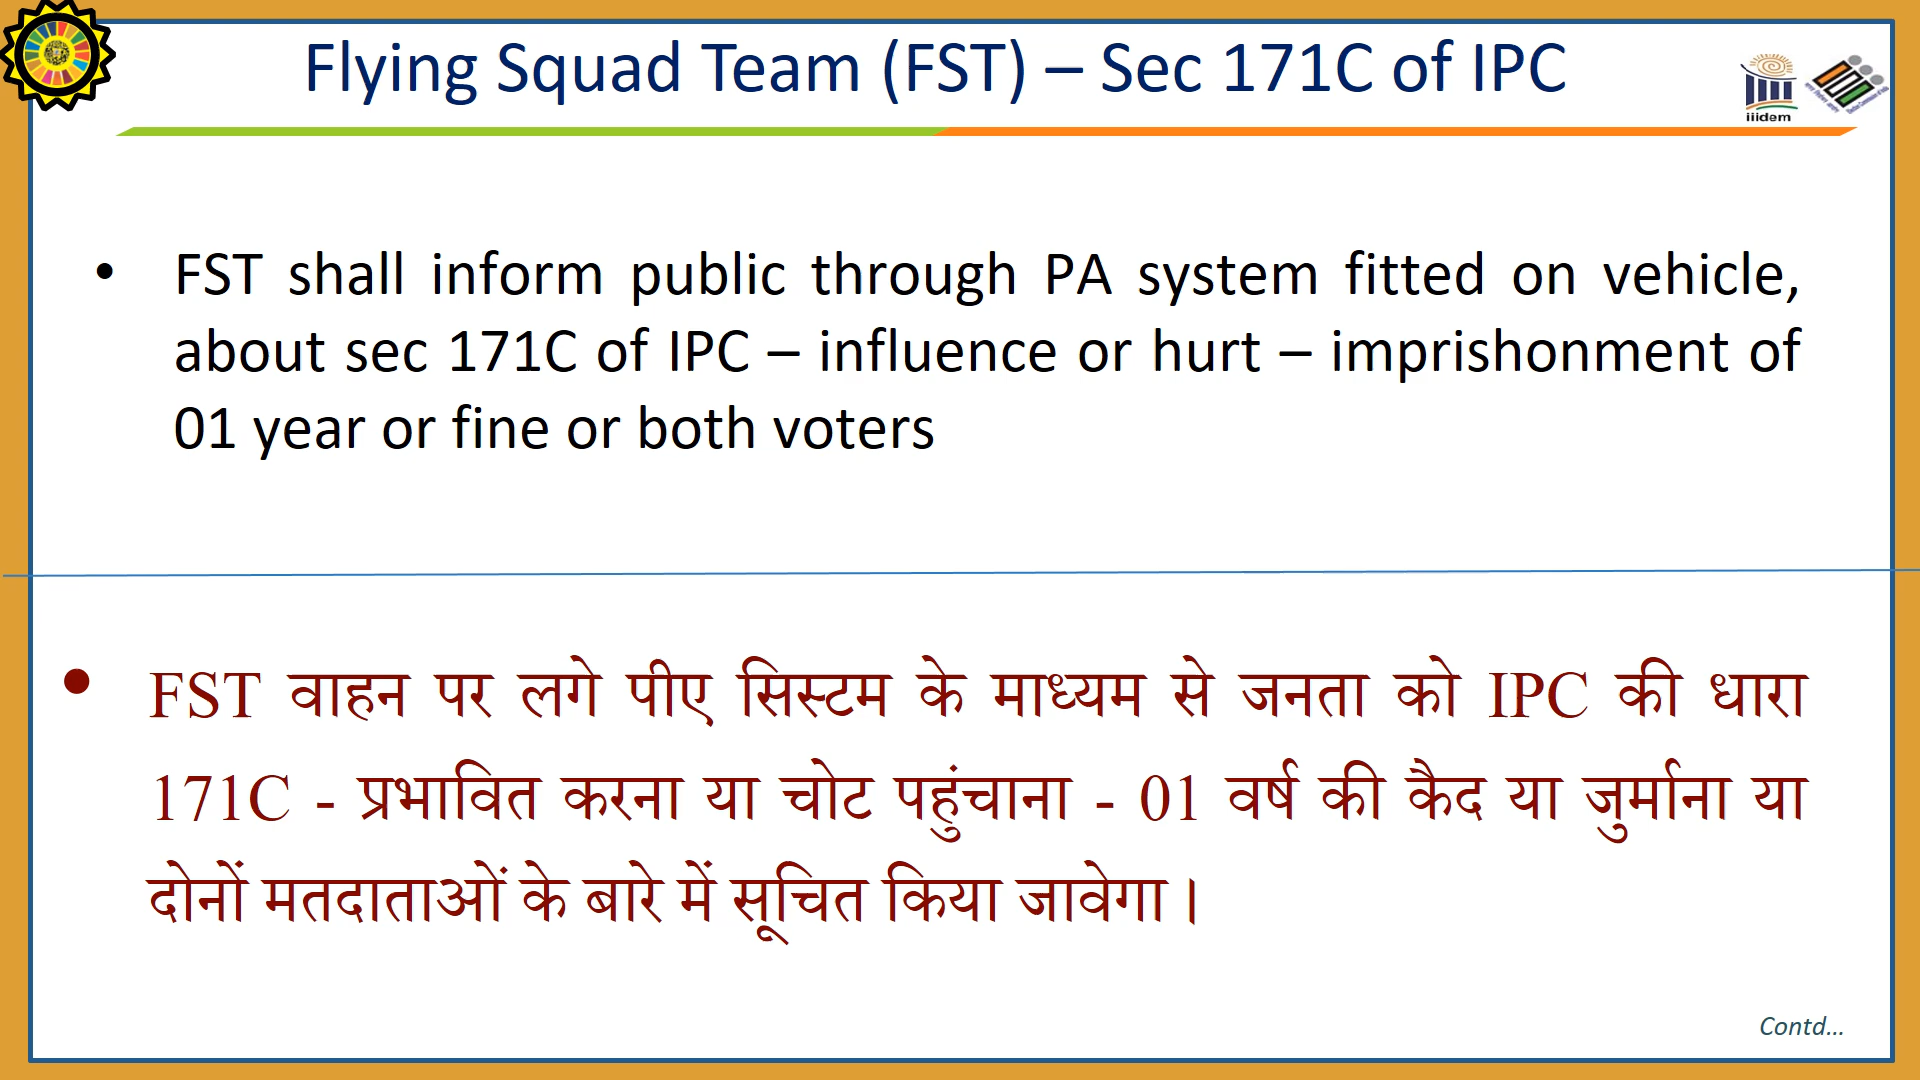 Flying Squad Team (FST) – Sec 171C of IPC
iiidem
• FST shall inform public through PA system fitted on vehicle,
about sec 171C of IPC – influence or hurt – imprishonment of
01 year or fine or both voters
• FST वाहन पर लगे पीए सिस्टम के माध्यम से जनता को IPC की धारा
171C - प्रभावित करना या चोट पहुंचाना - 01 वर्ष की कैद या जुर्माना या
दोनों मतदाताओं के बारे में सूचित किया जावेगा।
Contd...